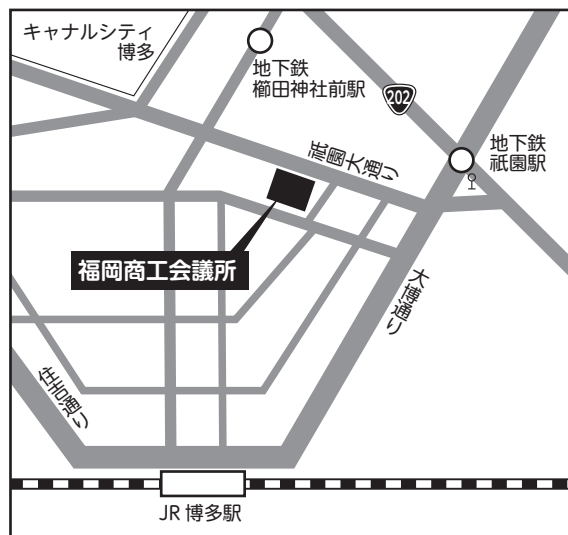 キャナルシティ
博多
地下鉄
櫛田神社前駅
202
地下鉄
祇園駅
祇園大通り
福岡商工会議所
大博通り
住吉通り
JR 博多駅